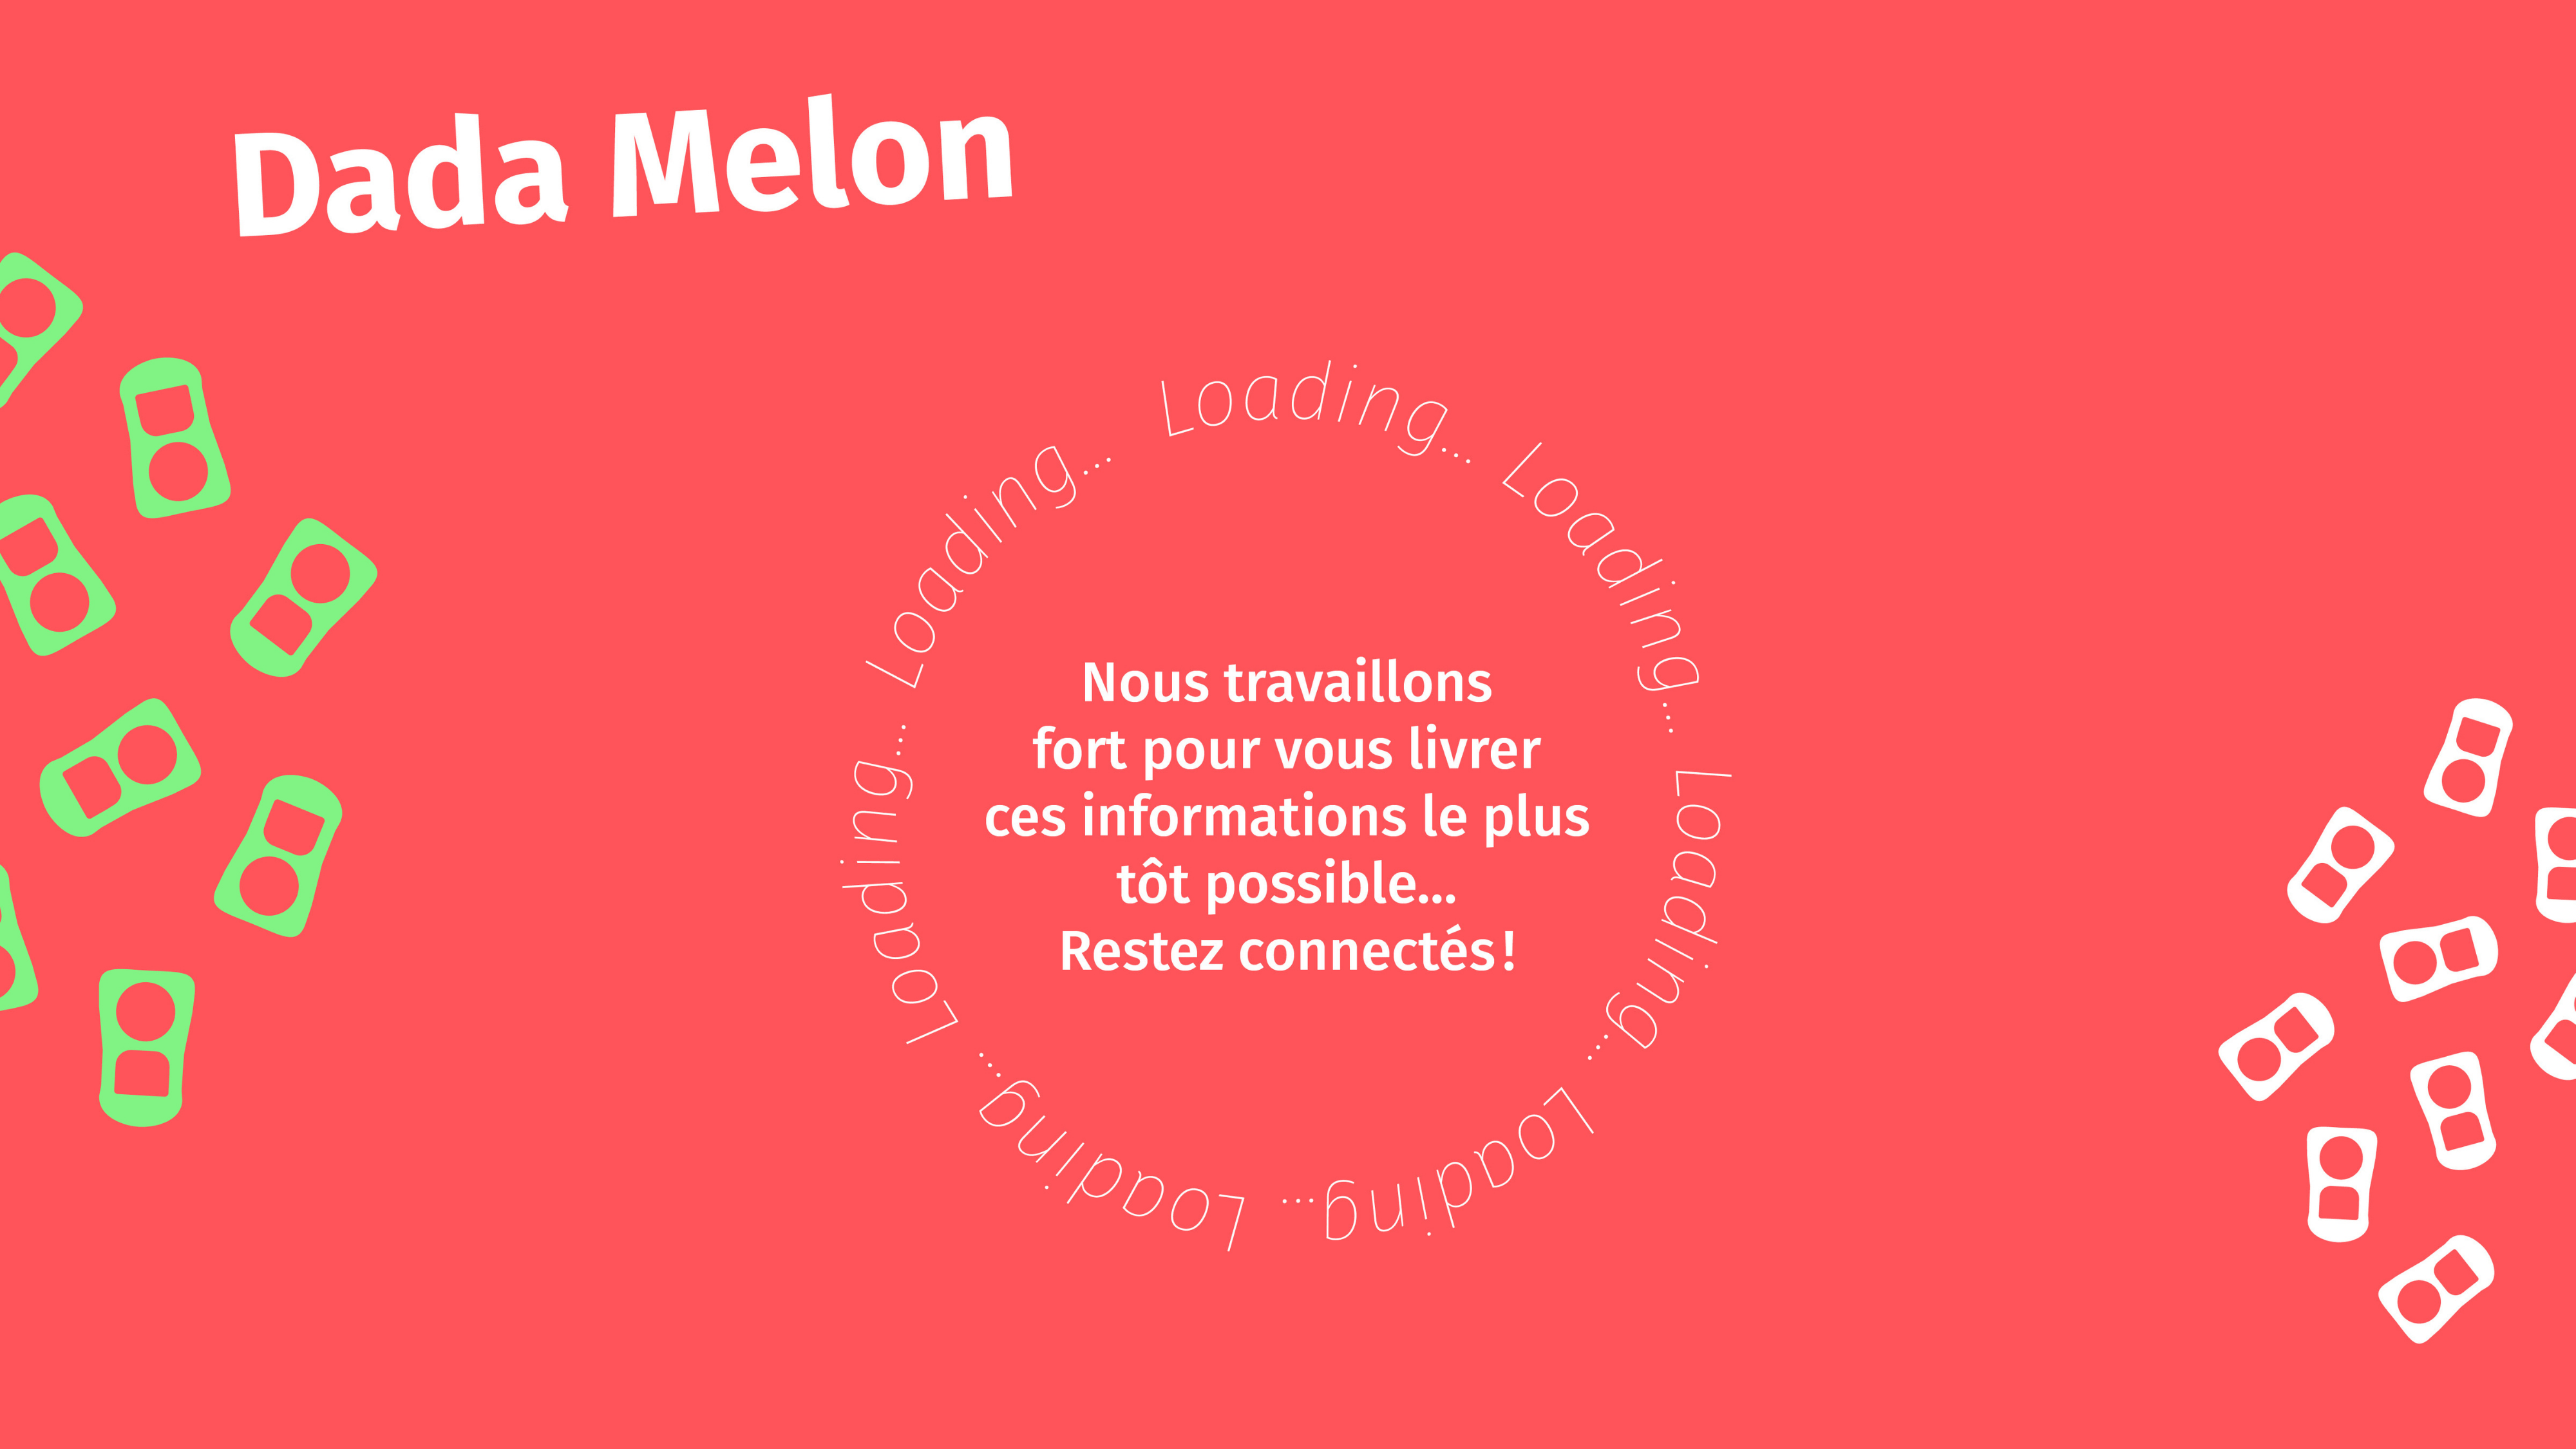 Dada Melon
Loading... Loading... Loading... Loading... Loading... Loading... Loading...
Nous travaillons
fort pour vous livrer
ces informations le plus
tôt possible...
Restez connectés !